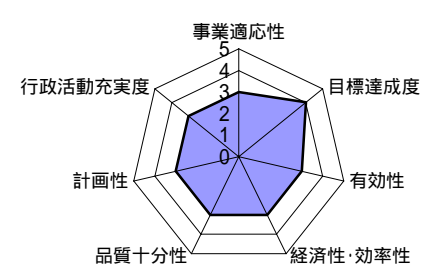 事業適応性
5
4
3
2
1
0
目標達成度
有効性
経済性·効率性
品質十分性
計画性
行政活動充実度